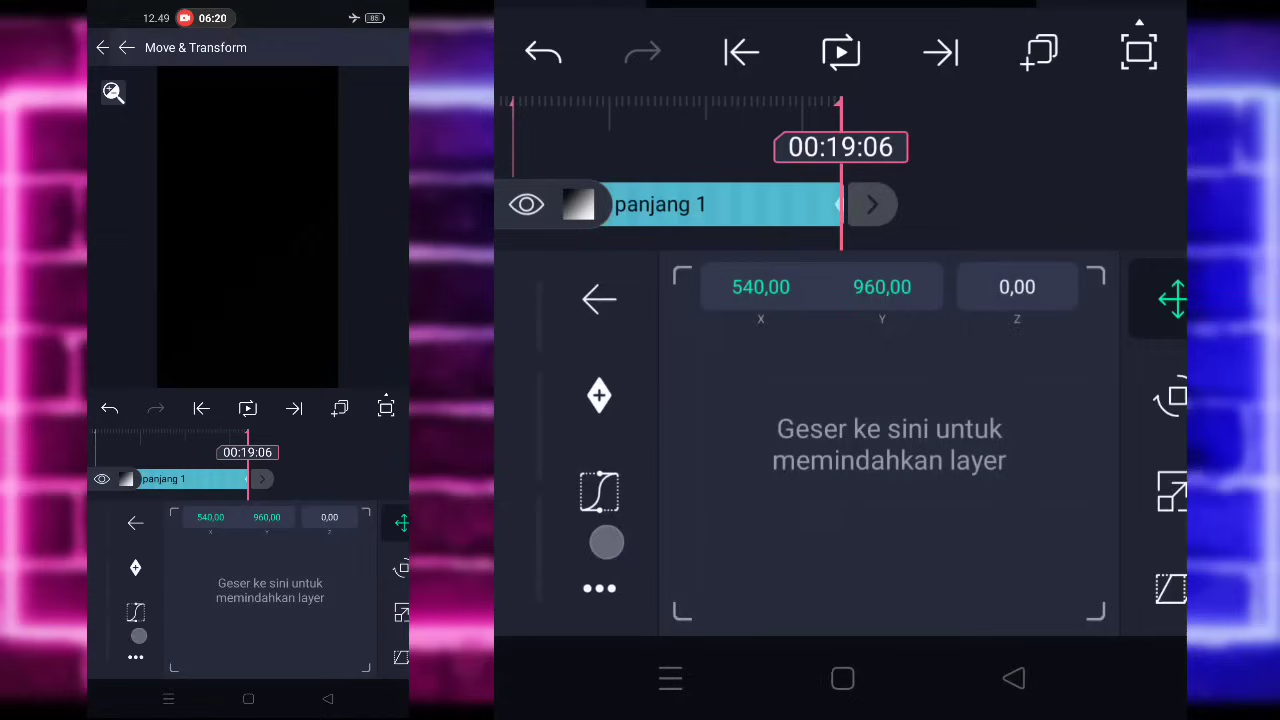 12.49
06:20
85
Move & Transform
00:19:06
panjang 1
540,00
960,00
0,00
X
Y
Z
Geser ke sini untuk
memindahkan layer
00:19:06
panjang 1
540,00
960,00
0,00
X
Y
Z
Geser ke sini untuk
memindahkan layer